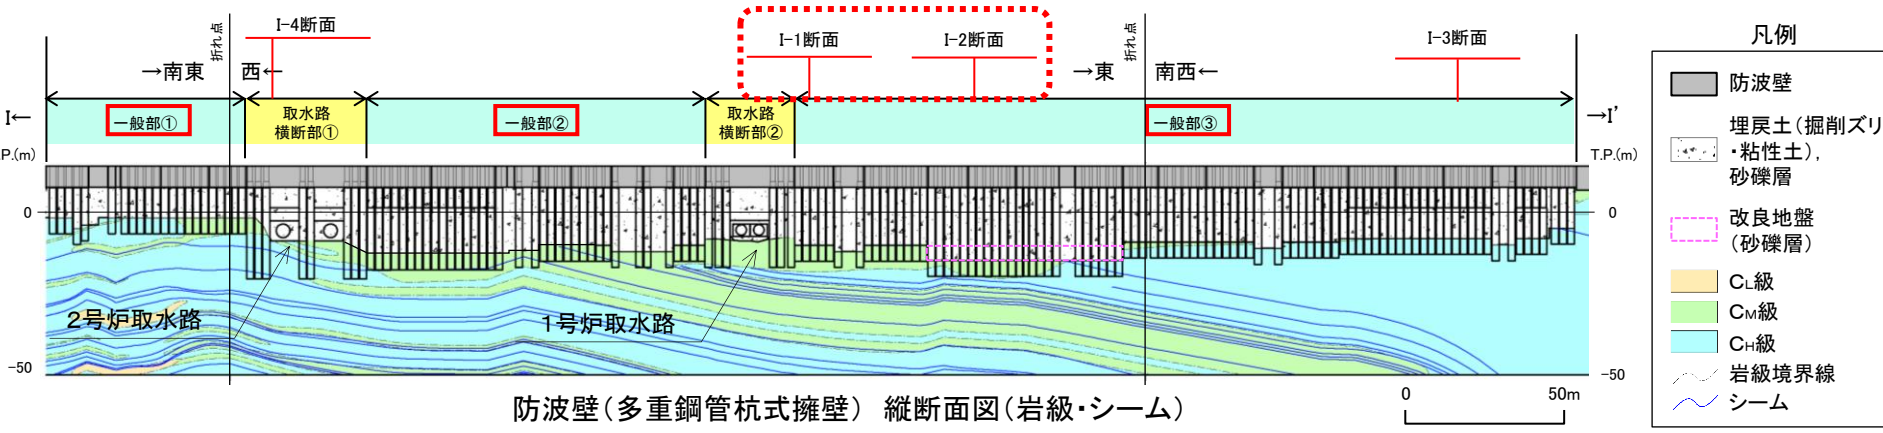 折れ点
I-4断面
I-1断面
I-2断面
折れ点
I-3断面
→南東
西←
→東
南西←
I←
一般部①
取水路
横断部①
一般部②
取水路
横断部②
一般部③
→I'
.P.(m)
T.P.(m)
0
0
2号炉取水路
1号炉取水路
-50
-50
防波壁(多重鋼管杭式擁壁) 縦断面図(岩級・シーム)
0
50m
凡例
防波壁
埋戻土(掘削ズリ
・粘性土),
砂礫層
改良地盤
(砂礫層)
CL級
CM級
CH級
岩級境界線
シーム